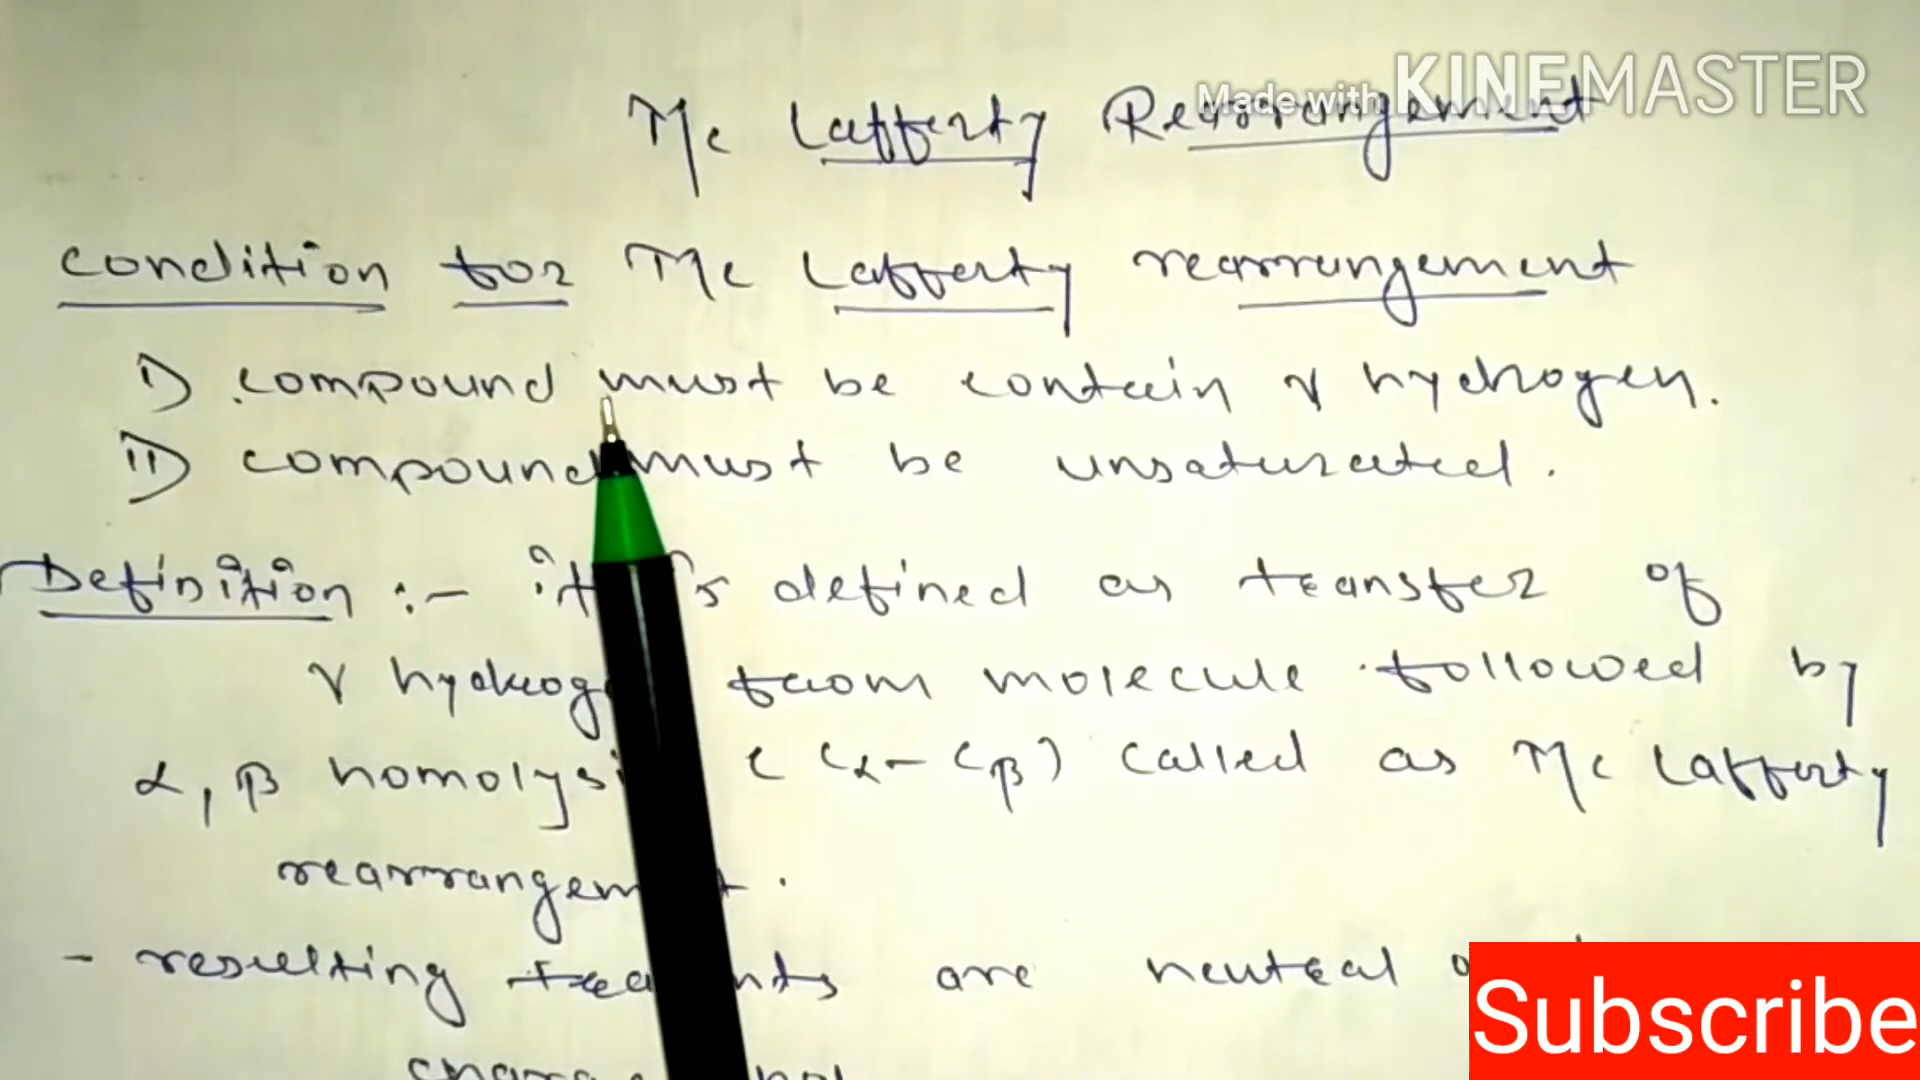 Made with KINEMASTER
Mc Lafferty Rearrangement
condition for Mc Lafferty rearrangement
I) compound must be contain γ hydrogen.
II) compound must be unsaturated.
Definition :- it is defined as transfer of
γ hydrogen from molecule followed by
α, β homolysis (Cα-Cβ) called as Mc Lafferty
rearrangement.
- resulting are neutral
Subscribe